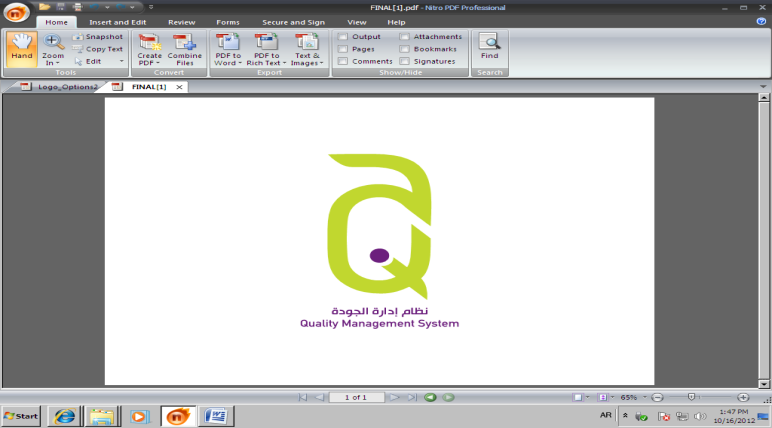 FINAL[1].pdf - Nitro PDF Professional
Home Insert and Edit Review Forms Secure and Sign View Help
Hand
Zoom In
Snapshot
Copy Text
Edit
Tools
Create PDF
Combine Files
Convert
PDF to Word
PDF to Rich Text
Text & Images
Export
Output Attachments
Pages Bookmarks
Comments Signatures
Show/Hide
Find
Search
Logo_Options2 FINAL[1]
نظام إدارة الجودة
Quality Management System
1 of 1
65%
Start
AR
1:47 PM
10/16/2012